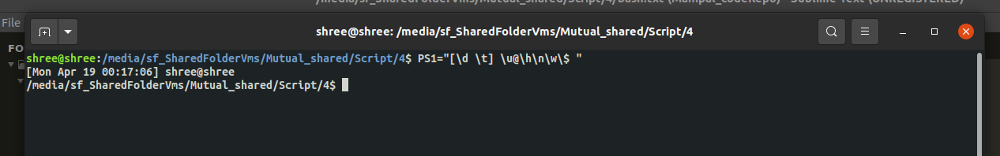 /media/sf_SharedFolderVms/Mutual_shared/Script/4/bash.txt (Manipal_codeRepo) - Sublime Text (UNREGISTERED)
File
shree@shree: /media/sf_SharedFolderVms/Mutual_shared/Script/4
FO
shree@shree:/media/sf_SharedFolderVms/Mutual_shared/Script/4$ PS1="[\d \t] \u@\h\n\w\$ "
[Mon Apr 19 00:17:06] shree@shree
/media/sf_SharedFolderVms/Mutual_shared/Script/4$